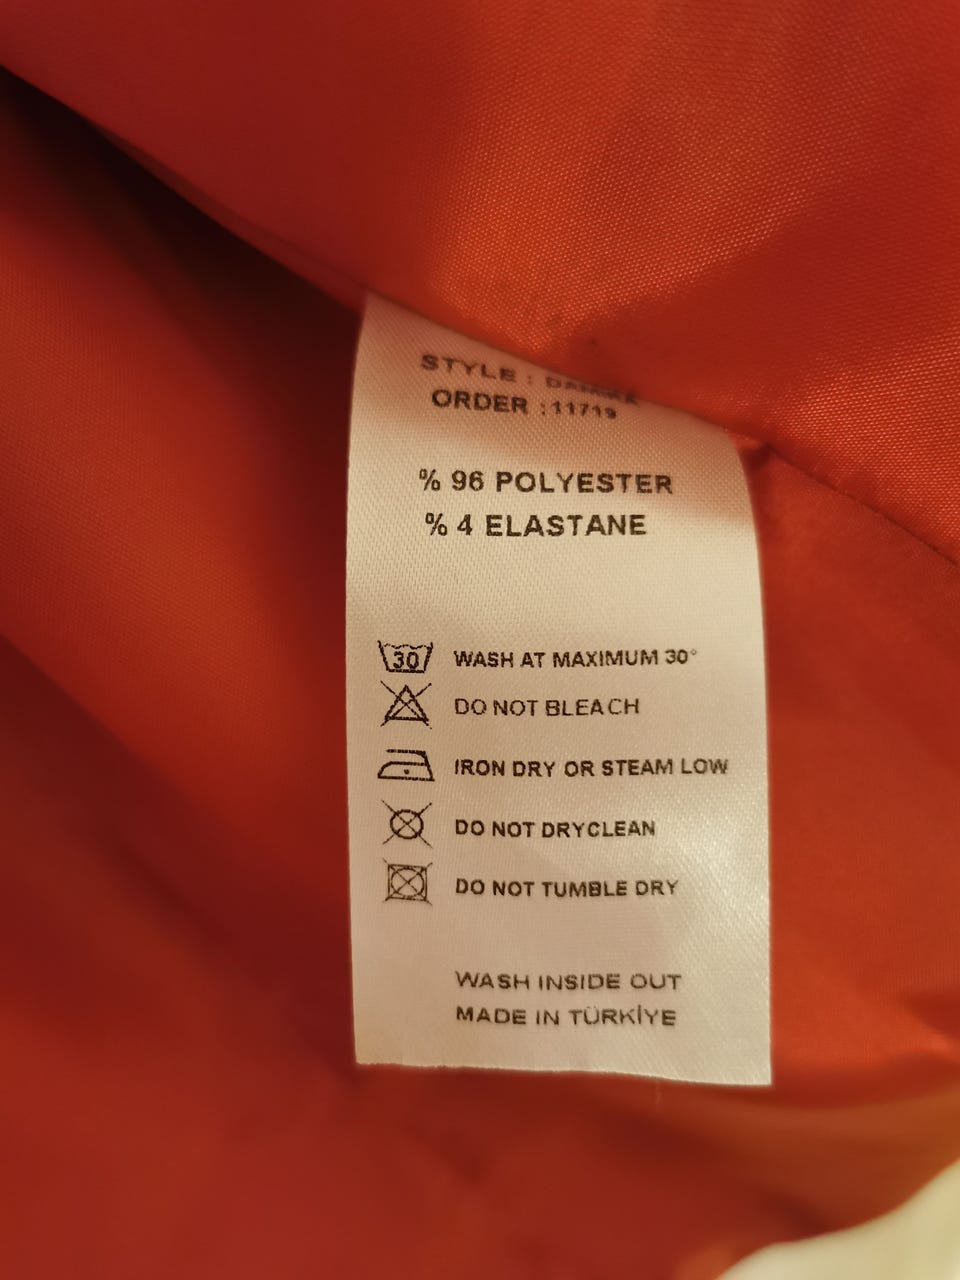 STYLE :
ORDER :11719
% 96 POLYESTER
% 4 ELASTANE
30 WASH AT MAXIMUM 30°
DO NOT BLEACH
IRON DRY OR STEAM LOW
DO NOT DRYCLEAN
DO NOT TUMBLE DRY
WASH INSIDE OUT
MADE IN TÜRKİYE